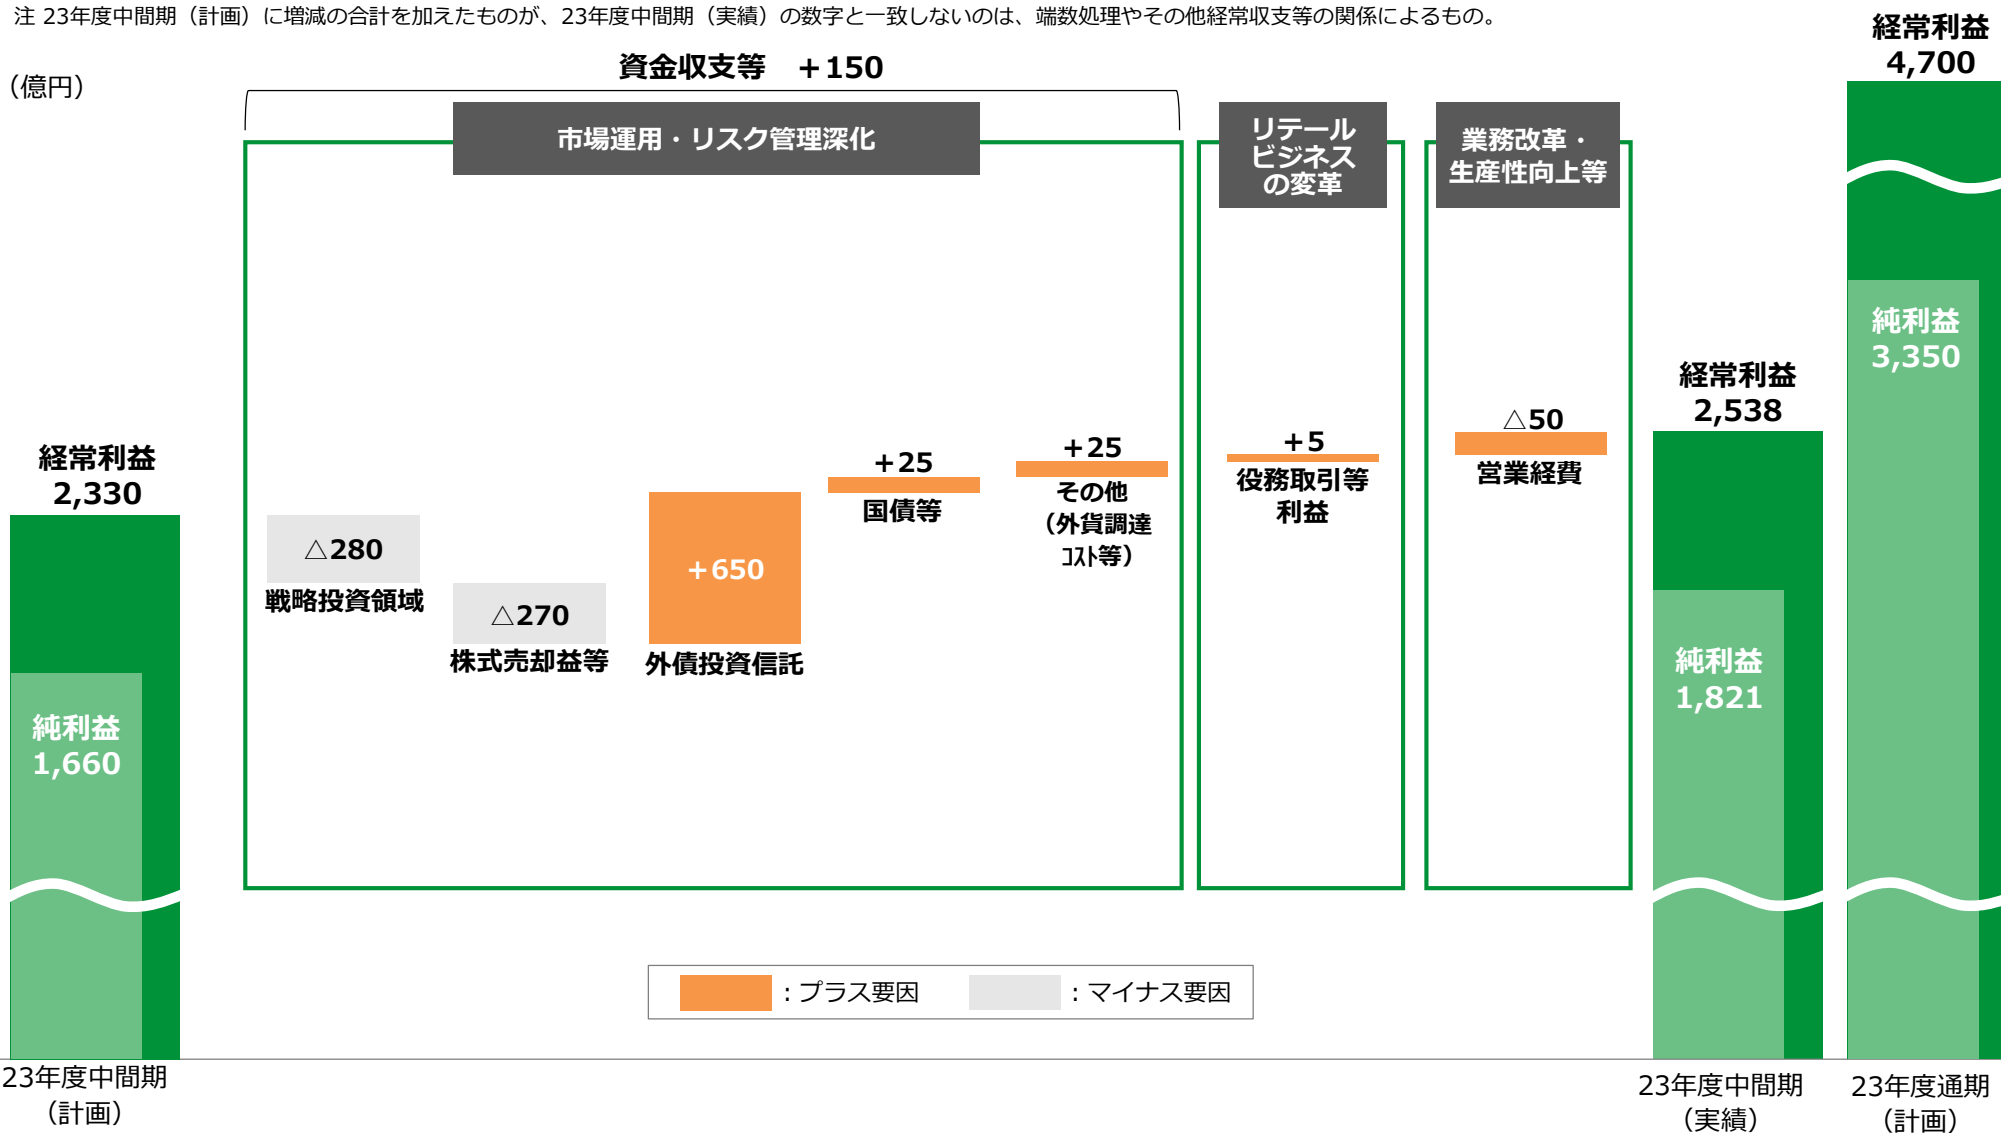 注 23年度中間期（計画）に増減の合計を加えたものが、23年度中間期（実績）の数字と一致しないのは、端数処理やその他経常収支等の関係によるもの。
（億円）
資金収支等　＋150
市場運用・リスク管理深化
リテール
ビジネス
の変革
業務改革・
生産性向上等
経常利益
2,330
純利益
1,660
△280
戦略投資領域
△270
株式売却益等
＋650
外債投資信託
＋25
国債等
＋25
その他
（外貨調達
ｺｽﾄ等）
＋5
役務取引等
利益
△50
営業経費
経常利益
2,538
純利益
1,821
経常利益
4,700
純利益
3,350
：プラス要因
：マイナス要因
23年度中間期
（計画）
23年度中間期
（実績）
23年度通期
（計画）